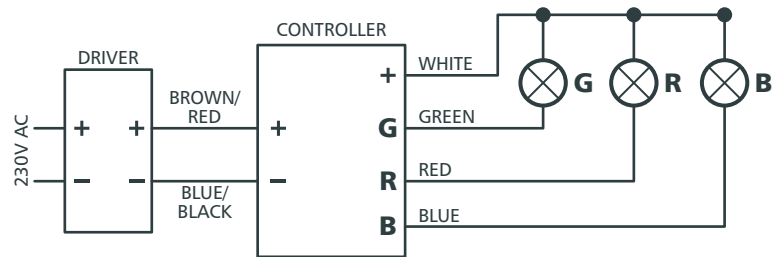 CONTROLLER
DRIVER
WHITE
+
G
R
B
BROWN/
RED
GREEN
230V AC
+
+
+
G
−
−
−
R
RED
BLUE/
BLACK
B
BLUE